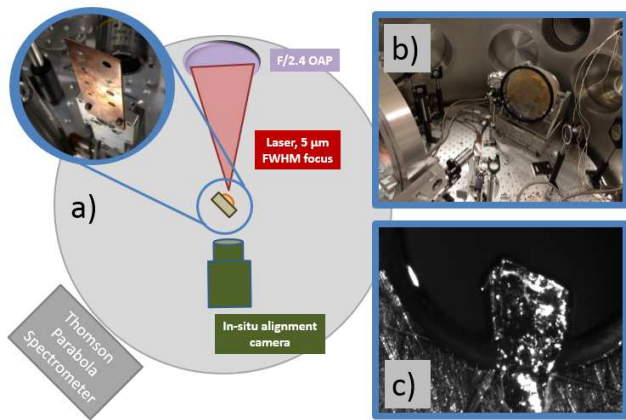 F/2.4 OAP
b)
Laser, 5 µm
FWHM focus
a)
In-situ alignment
camera
Thomson
Parabola
Spectrometer
c)